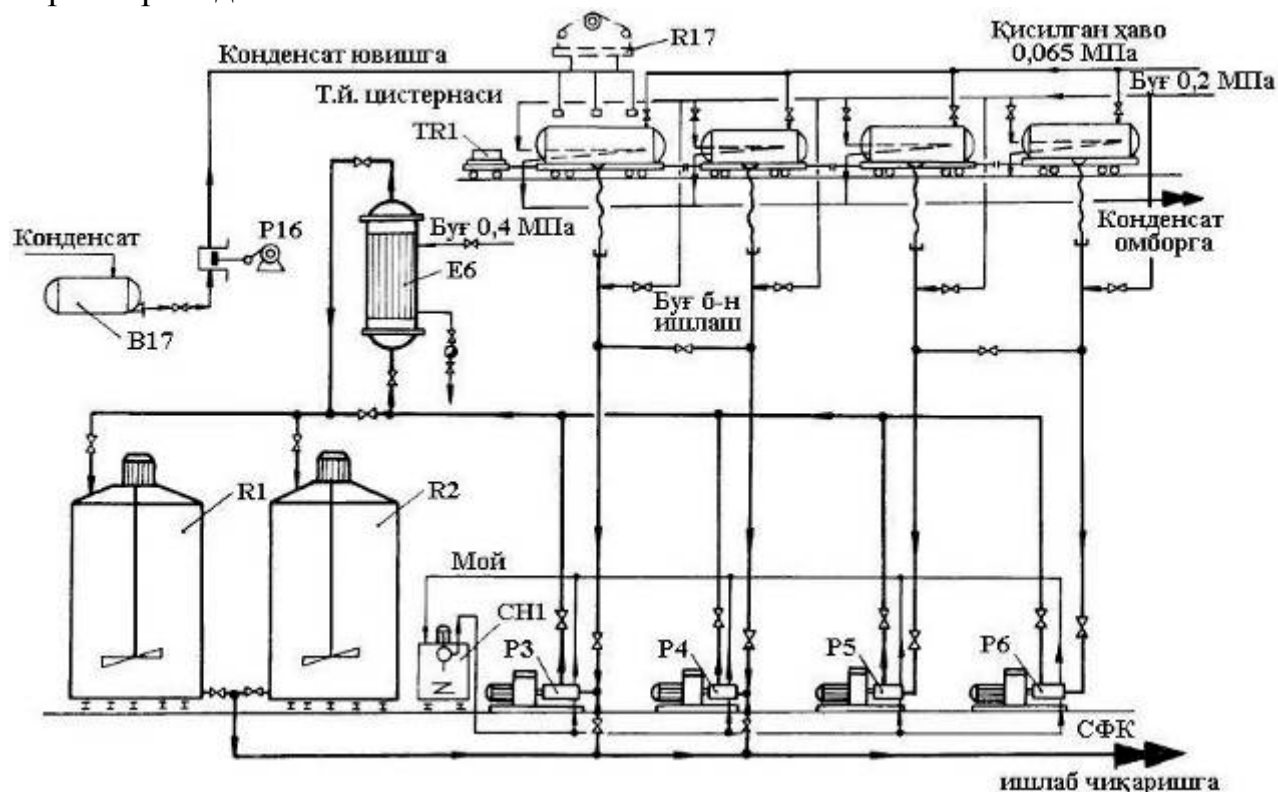 R17
Қисилган ҳаво
0,065 МПа
Конденсат ювишга
Буғ 0,2 МПа
Т.й. цистернаси
TR1
Буғ 0,4 МПа
Конденсат
омборга
Конденсат
P16
E6
B17
Буғ б-н
ишлаш
R1
R2
Мой
CH1
P3
P4
P5
P6
СФК
ишлаб чиқаришга